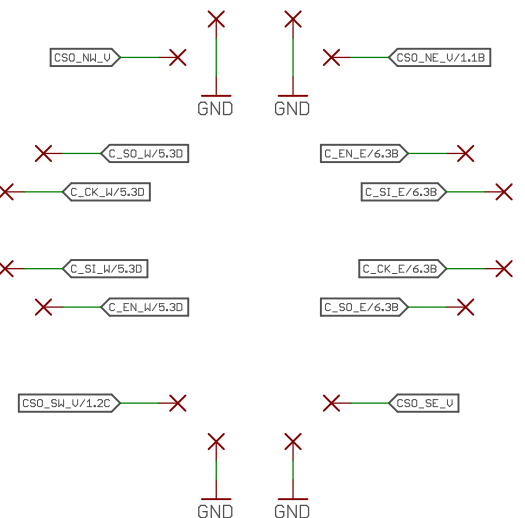 CSO_NW_V
CSO_NE_V/1.1B
GND
GND
C_SO_W/5.3D
C_EN_E/6.3B
C_CK_W/5.3D
C_SI_E/6.3B
C_SI_W/5.3D
C_CK_E/6.3B
C_EN_W/5.3D
C_SO_E/6.3B
CSO_SW_V/1.2C
CSO_SE_V
GND
GND